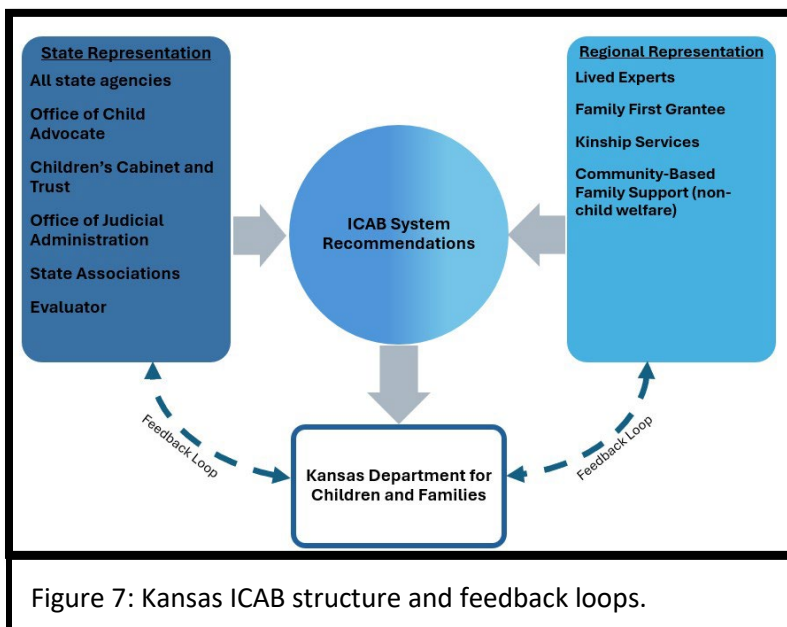 State Representation
All state agencies
Office of Child
Advocate
Children's Cabinet and
Trust
Office of Judicial
Administration
State Associations
Evaluator
ICAB System
Recommendations
Regional Representation
Lived Experts
Family First Grantee
Kinship Services
Community-Based
Family Support (non-
child welfare)
Feedback Loop
Kansas Department for
Children and Families
Feedback Loop
Figure 7: Kansas ICAB structure and feedback loops.